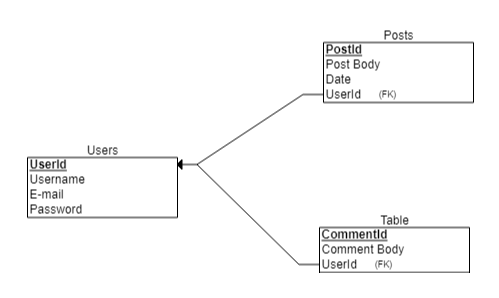 Posts
PostId
Post Body
Date
UserId (FK)
Users
UserId
Username
E-mail
Password
Table
CommentId
Comment Body
UserId (FK)